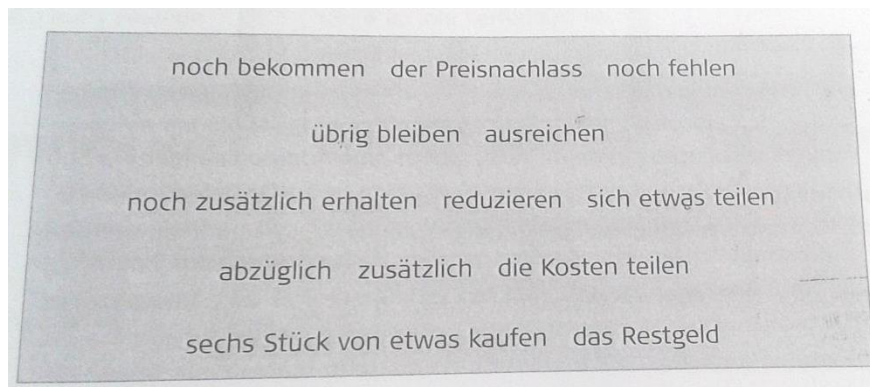 noch bekommen der Preisnachlass noch fehlen
übrig bleiben ausreichen
noch zusätzlich erhalten reduzieren sich etwas teilen
abzüglich zusätzlich die Kosten teilen
sechs Stück von etwas kaufen das Restgeld